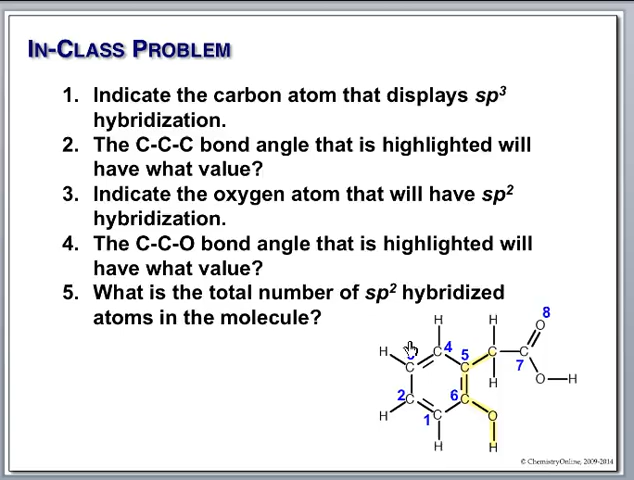 IN-CLASS PROBLEM
1. Indicate the carbon atom that displays sp³
hybridization.
2. The C-C-C bond angle that is highlighted will
have what value?
3. Indicate the oxygen atom that will have sp²
hybridization.
4. The C-C-O bond angle that is highlighted will
have what value?
5. What is the total number of sp² hybridized
atoms in the molecule?
8
H H O
H C 4 5 C C
C C 7
H O—H
2 C 6 C
H 1 C O
H H
© ChemistryOnline, 2009-2014